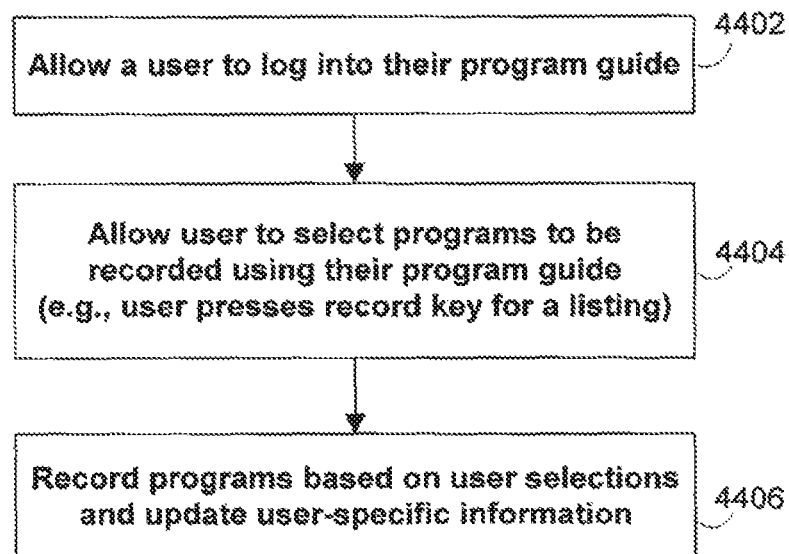 4402
Allow a user to log into their program guide
Allow user to select programs to be
recorded using their program guide
(e.g., user presses record key for a listing)
4404
Record programs based on user selections
and update user-specific information
4406